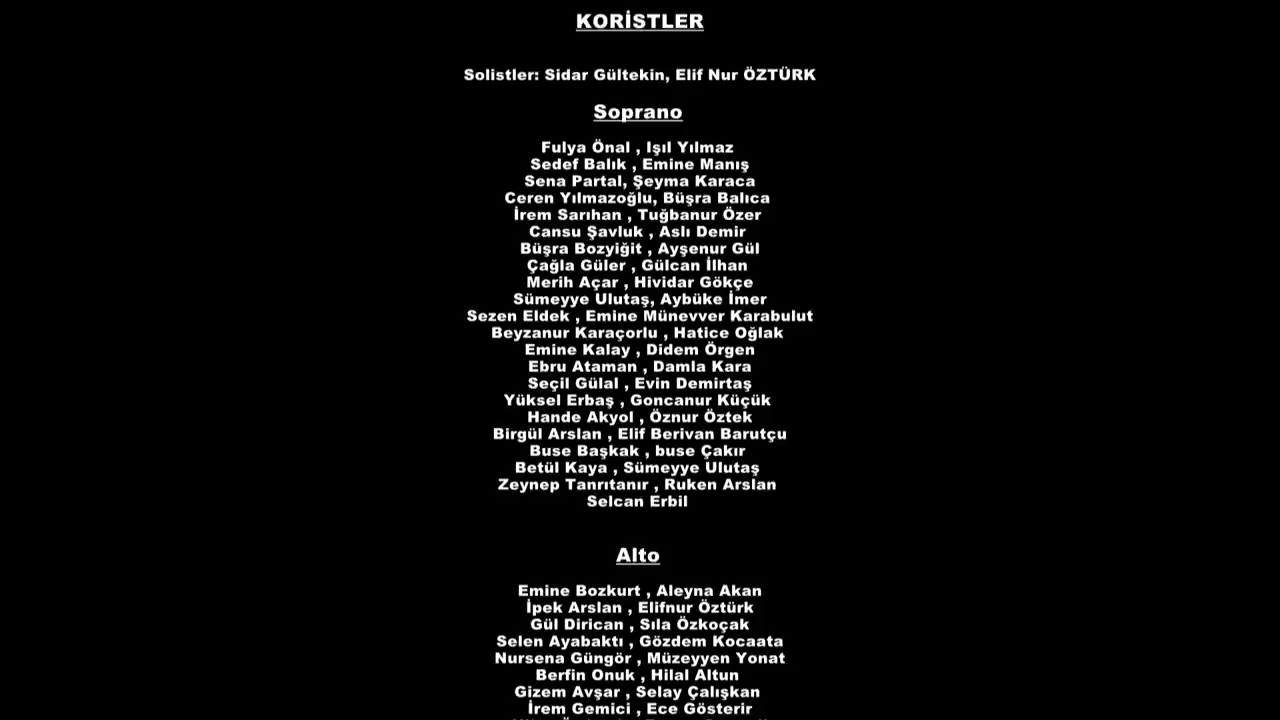 KORİSTLER
Solistler: Sidar Gültekin, Elif Nur ÖZTÜRK
Soprano
Fulya Önal , Işıl Yılmaz
Sedef Balık , Emine Manış
Sena Partal, Şeyma Karaca
Ceren Yılmazoğlu, Büşra Balıca
İrem Sarıhan , Tuğbanur Özer
Cansu Şavluk , Aslı Demir
Büşra Bozyiğit , Ayşenur Gül
Çağla Güler , Gülcan İlhan
Merih Açar , Hividar Gökçe
Sümeyye Ulutaş, Aybüke İmer
Sezen Eldek , Emine Münevver Karabulut
Beyzanur Karaçorlu , Hatice Oğlak
Emine Kalay , Didem Örgen
Ebru Ataman , Damla Kara
Seçil Gülal , Evin Demirtaş
Yüksel Erbaş , Goncanur Küçük
Hande Akyol , Öznur Öztek
Birgül Arslan , Elif Berivan Barutçu
Buse Başkak , buse Çakır
Betül Kaya , Sümeyye Ulutaş
Zeynep Tanrıtanır , Ruken Arslan
Selcan Erbil
Alto
Emine Bozkurt , Aleyna Akan
İpek Arslan , Elifnur Öztürk
Gül Dirican , Sıla Özkoçak
Selen Ayabaktı , Gözdem Kocaata
Nursena Güngör , Müzeyyen Yonat
Berfin Onuk , Hilal Altun
Gizem Avşar , Selay Çalışkan
İrem Gemici , Ece Gösterir